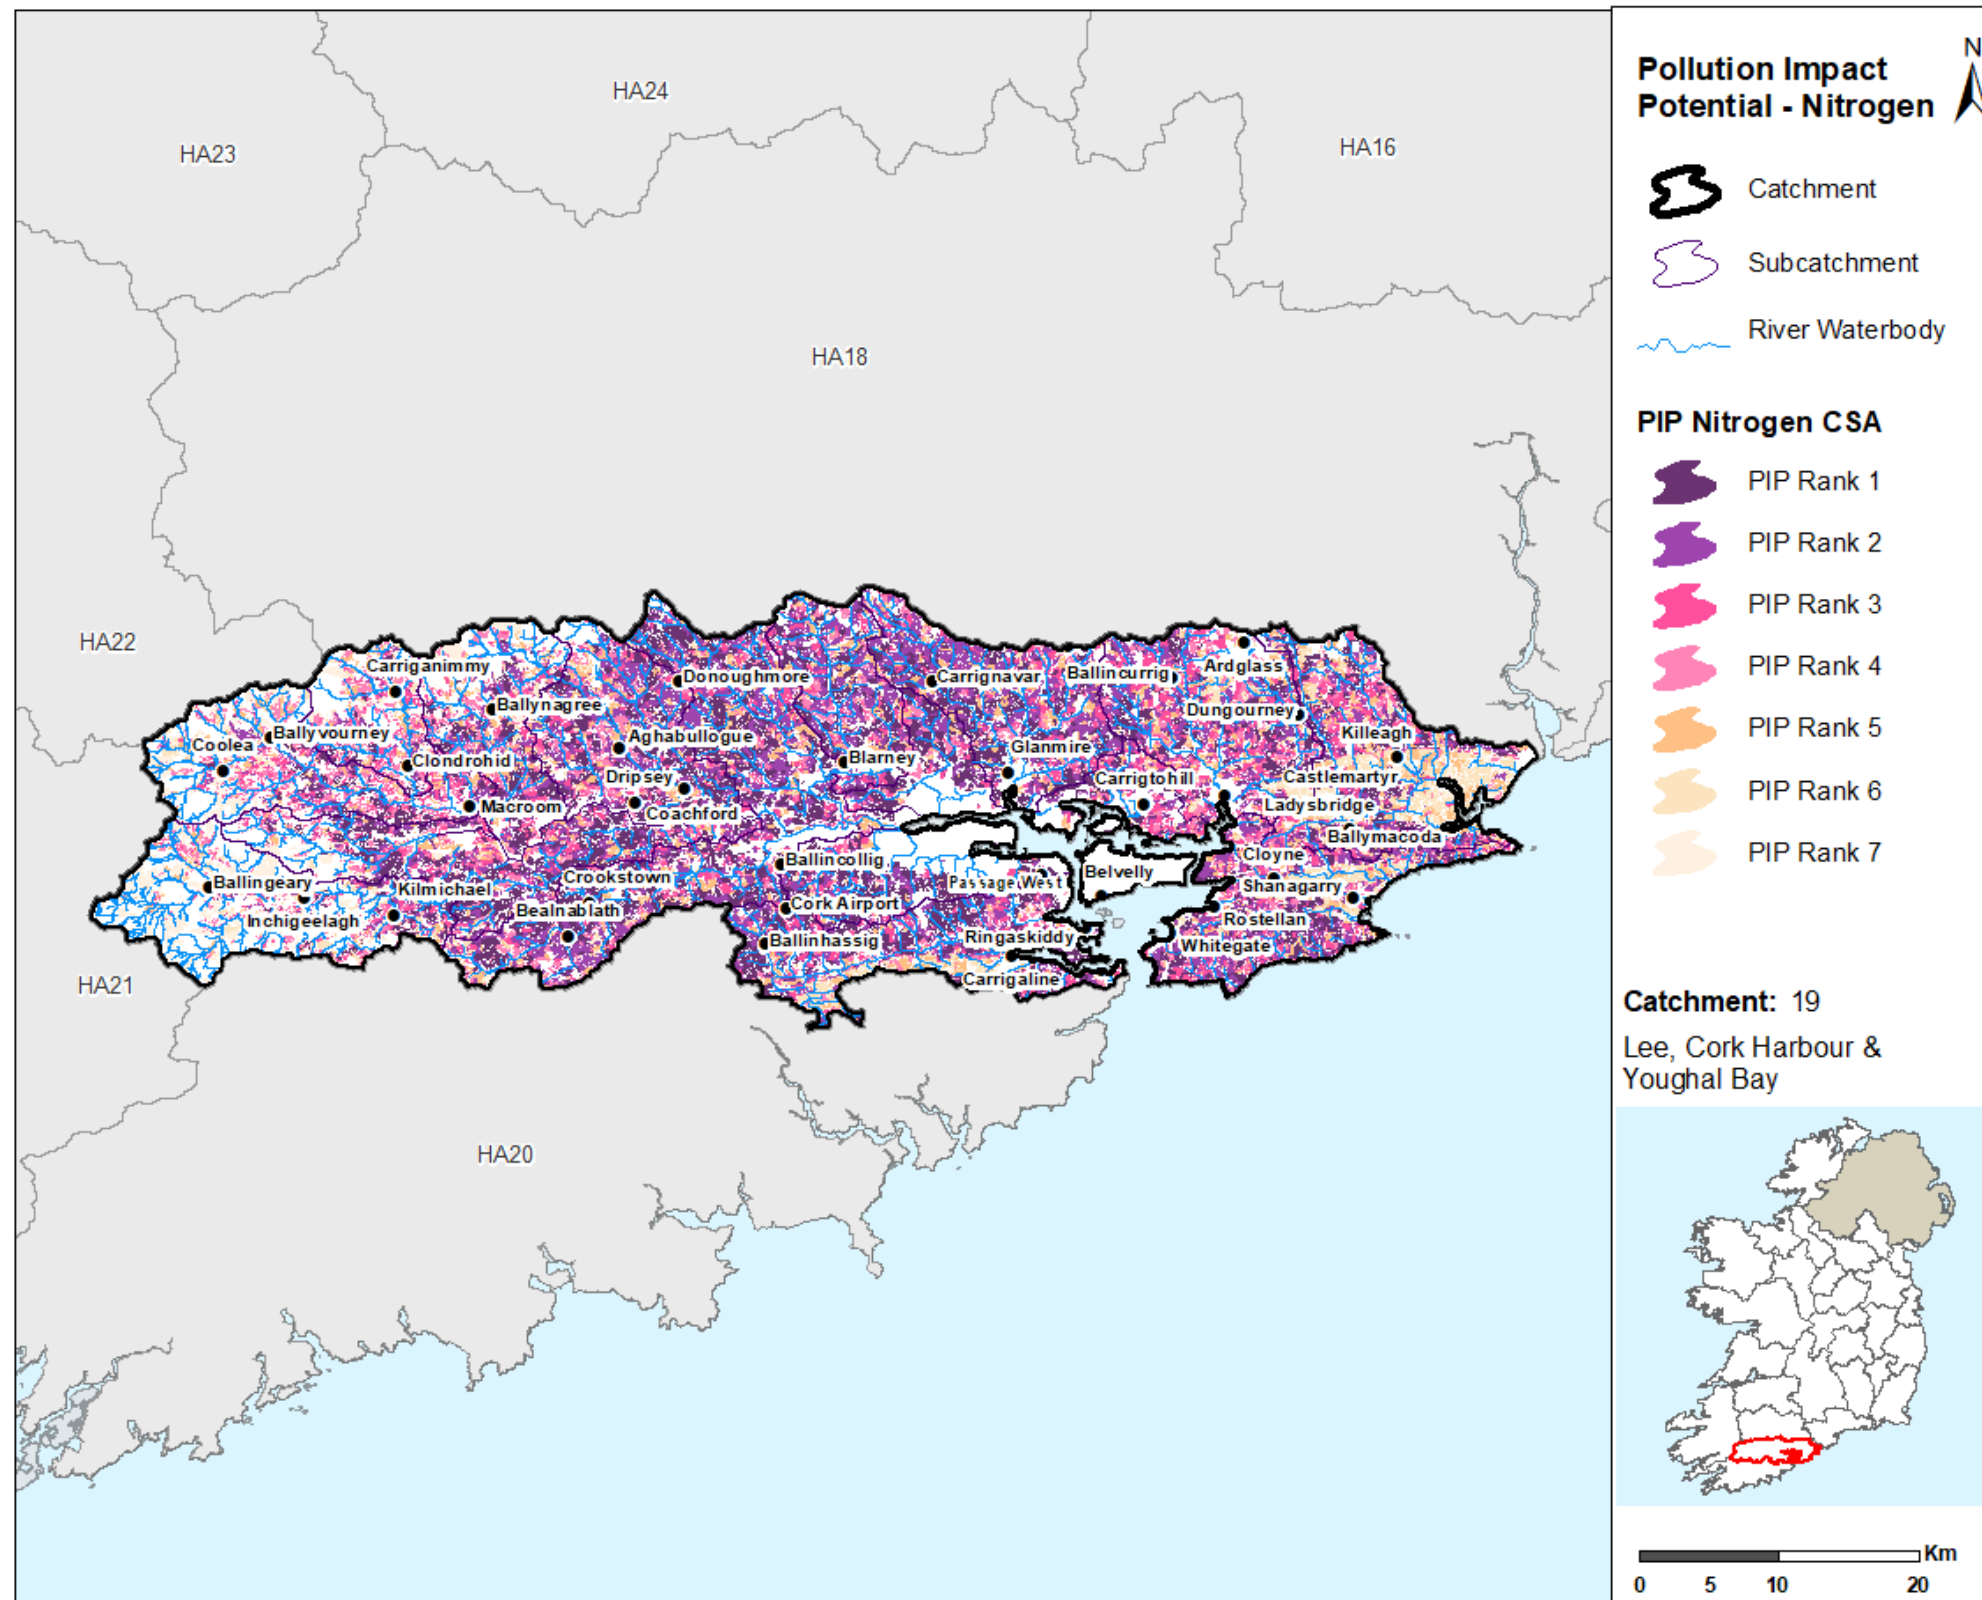 HA24
HA23
HA16
HA18
HA22
HA21
HA20
Carriganimmy
Donoughmore
Carrignavar
Ballincurrig
Ardglass
Ballynagree
Dungourney
Ballyvourney
Coolea
Aghabullogue
Killeagh
Clondrohid
Blarney
Glanmire
Dripsey
Carrigtohill
Castlemartyr
Macroom
Coachford
Ladysbridge
Ballymacoda
Ballincollig
Cloyne
Ballingeary
Kilmichael
Crookstown
Passage West
Belvelly
Shanagarry
Inchigeelagh
Bealnablath
Cork Airport
Rostellan
Ballinhassig
Ringaskiddy
Whitegate
Carrigaline
N
Pollution Impact
Potential - Nitrogen
Catchment
Subcatchment
River Waterbody
PIP Nitrogen CSA
PIP Rank 1
PIP Rank 2
PIP Rank 3
PIP Rank 4
PIP Rank 5
PIP Rank 6
PIP Rank 7
Catchment: 19
Lee, Cork Harbour &
Youghal Bay
Km
0 5 10 20